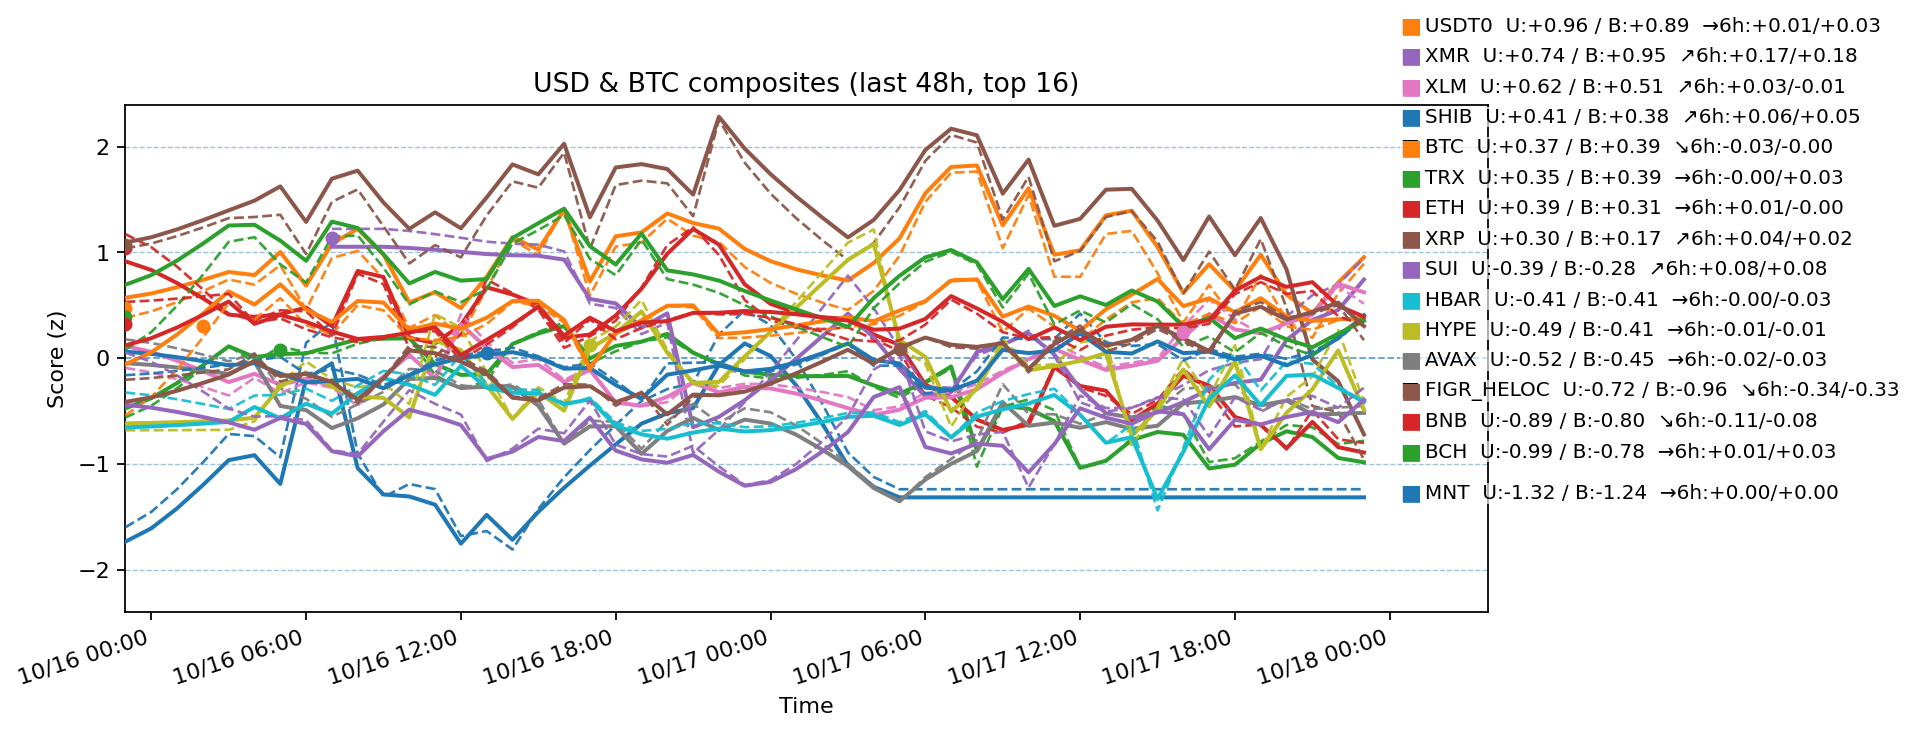 USDT0 U:+0.96 / B:+0.89 →6h:+0.01/+0.03
XMR U:+0.74 / B:+0.95 ↗6h:+0.17/+0.18
USD & BTC composites (last 48h, top 16)
XLM U:+0.62 / B:+0.51 ↗6h:+0.03/-0.01
SHIB U:+0.41 / B:+0.38 ↗6h:+0.06/+0.05
BTC U:+0.37 / B:+0.39 ↘6h:-0.03/-0.00
TRX U:+0.35 / B:+0.39 →6h:-0.00/+0.03
ETH U:+0.39 / B:+0.31 →6h:+0.01/-0.00
XRP U:+0.30 / B:+0.17 ↗6h:+0.04/+0.02
SUI U:-0.39 / B:-0.28 ↗6h:+0.08/+0.08
HBAR U:-0.41 / B:-0.41 →6h:-0.00/-0.03
HYPE U:-0.49 / B:-0.41 →6h:-0.01/-0.01
AVAX U:-0.52 / B:-0.45 →6h:-0.02/-0.03
FIGR_HELOC U:-0.72 / B:-0.96 ↘6h:-0.34/-0.33
BNB U:-0.89 / B:-0.80 ↘6h:-0.11/-0.08
BCH U:-0.99 / B:-0.78 →6h:+0.01/+0.03
MNT U:-1.32 / B:-1.24 →6h:+0.00/+0.00
Score (z)
2
1
0
−1
−2
10/16 00:00
10/16 06:00
10/16 12:00
10/16 18:00
10/17 00:00
10/17 06:00
10/17 12:00
10/17 18:00
10/18 00:00
Time